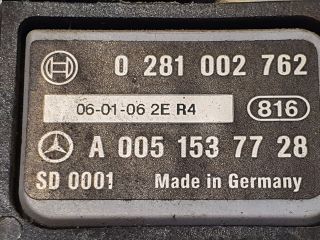 0 281 002 762
06-01-06 2E R4
816
A 005 153 77 28
SD 0001 Made in Germany